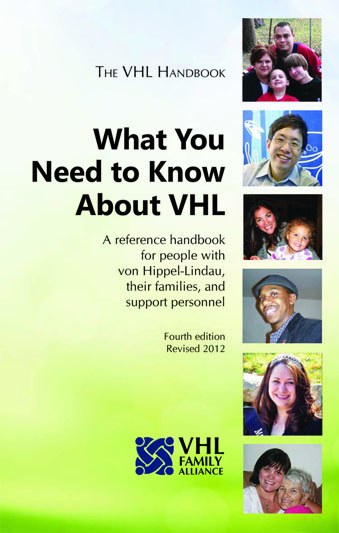 THE VHL HANDBOOK
What You
Need to Know
About VHL
A reference handbook
for people with
von Hippel-Lindau,
their families, and
support personnel
Fourth edition
Revised 2012
VHL
FAMILY
ALLIANCE